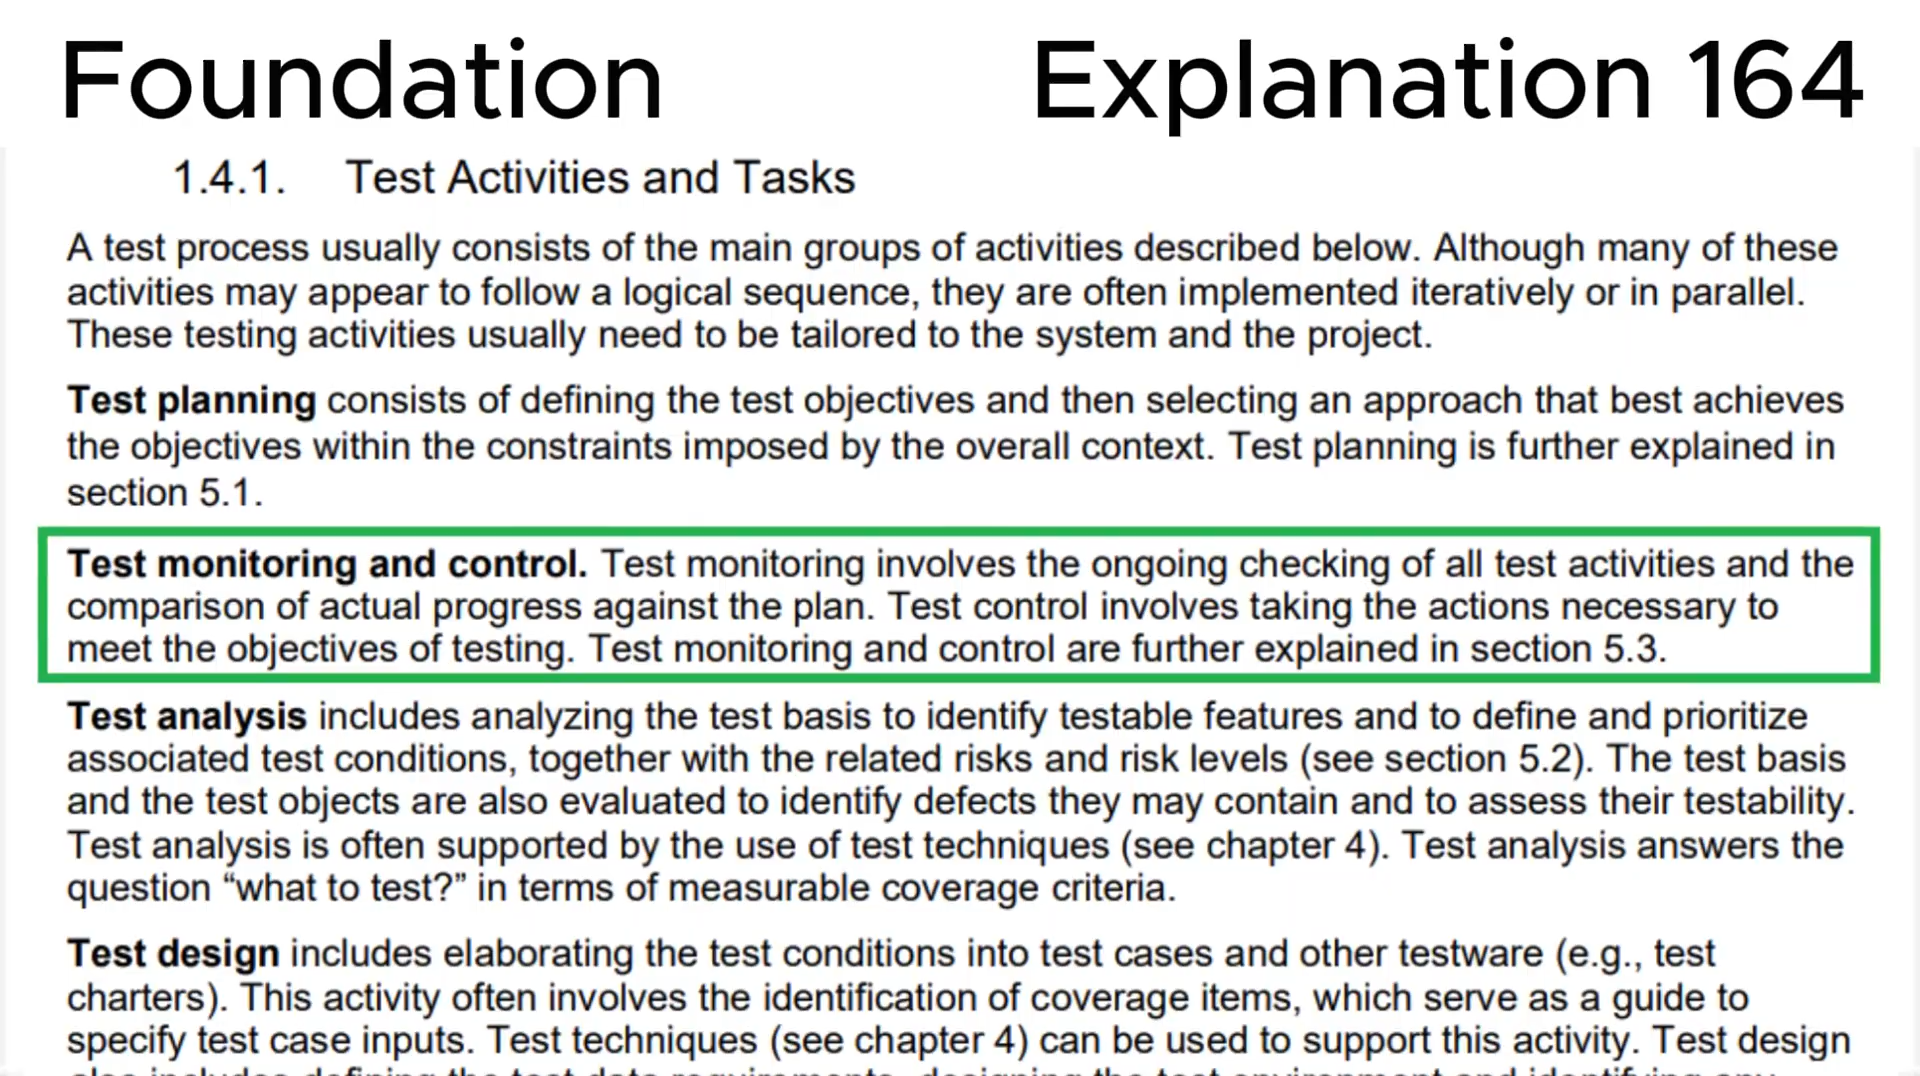 Foundation
Explanation 164
1.4.1. Test Activities and Tasks
A test process usually consists of the main groups of activities described below. Although many of these
activities may appear to follow a logical sequence, they are often implemented iteratively or in parallel.
These testing activities usually need to be tailored to the system and the project.
Test planning consists of defining the test objectives and then selecting an approach that best achieves
the objectives within the constraints imposed by the overall context. Test planning is further explained in
section 5.1.
Test monitoring and control. Test monitoring involves the ongoing checking of all test activities and the
comparison of actual progress against the plan. Test control involves taking the actions necessary to
meet the objectives of testing. Test monitoring and control are further explained in section 5.3.
Test analysis includes analyzing the test basis to identify testable features and to define and prioritize
associated test conditions, together with the related risks and risk levels (see section 5.2). The test basis
and the test objects are also evaluated to identify defects they may contain and to assess their testability.
Test analysis is often supported by the use of test techniques (see chapter 4). Test analysis answers the
question “what to test?” in terms of measurable coverage criteria.
Test design includes elaborating the test conditions into test cases and other testware (e.g., test
charters). This activity often involves the identification of coverage items, which serve as a guide to
specify test case inputs. Test techniques (see chapter 4) can be used to support this activity. Test design